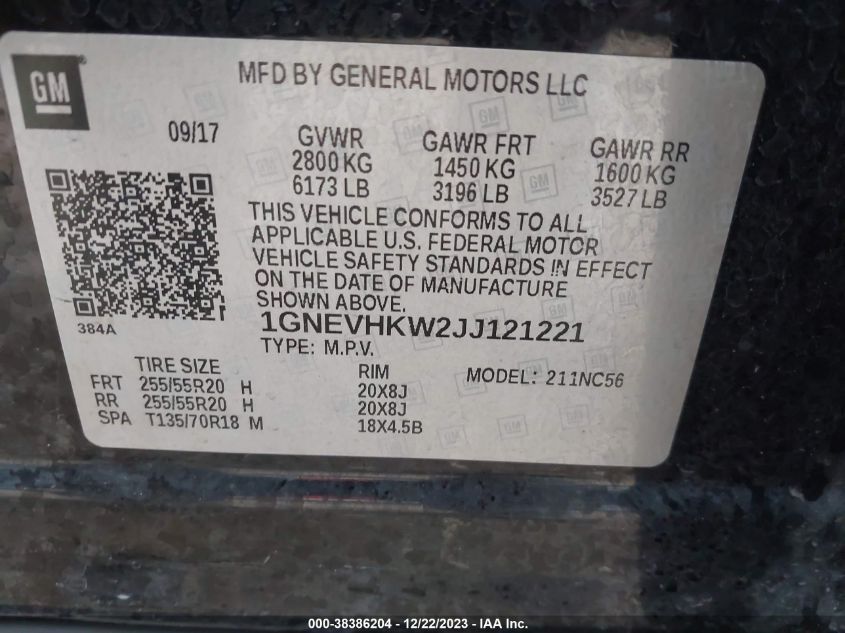 GM
MFD BY GENERAL MOTORS LLC
09/17
GVWR
2800 KG
6173 LB
GAWR FRT
1450 KG
3196 LB
GAWR RR
1600 KG
3527 LB
THIS VEHICLE CONFORMS TO ALL
APPLICABLE U.S. FEDERAL MOTOR
VEHICLE SAFETY STANDARDS IN EFFECT
ON THE DATE OF MANUFACTURE
SHOWN ABOVE.
384A
1GNEVHKW2JJ121221
TYPE: M.P.V.
TIRE SIZE RIM MODEL: 211NC56
FRT 255/55R20 H 20X8J
RR 255/55R20 H 20X8J
SPA T135/70R18 M 18X4.5B
000-38386204 - 12/22/2023 - IAA Inc.